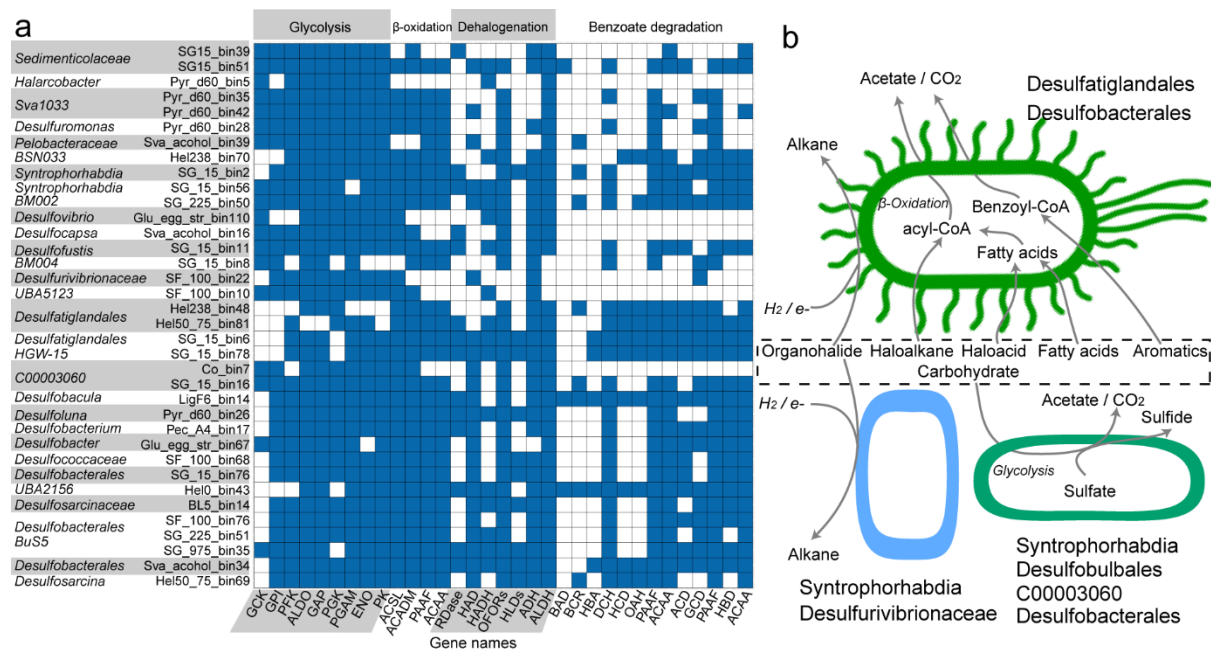 a
Glycolysis
β-oxidation
Dehalogenation
Benzoate degradation
Sedimenticolaceae
SG15_bin39
SG15_bin51
Halarcobacter
Pyr_d60_bin5
Sva1033
Pyr_d60_bin35
Pyr_d60_bin42
Desulfuromonas
Pyr_d60_bin28
Pelobacteraceae
Sva_acohol_bin39
BSN033
Hel238_bin70
Syntrophorhabdia
SG_15_bin2
Syntrophorhabdia
SG_15_bin56
BM002
SG_225_bin50
Desulfovibrio
Glu_egg_str_bin110
Desulfocapsa
Sva_acohol_bin16
Desulfofustis
SG_15_bin11
BM004
SG_15_bin8
Desulfurivibrionaceae
SF_100_bin22
UBA5123
SF_100_bin10
Desulfatiglandales
Hel238_bin48
Hel50_75_bin81
Desulfatiglandales
SG_15_bin6
HGW-15
SG_15_bin78
C00003060
Co_bin7
SG_15_bin16
Desulfobacula
LigF6_bin14
Desulfoluna
Pyr_d60_bin26
Desulfobacterium
Pec_A4_bin17
Desulfobacter
Glu_egg_str_bin67
Desulfococcaceae
SF_100_bin68
Desulfobacterales
SG_15_bin76
UBA2156
Hel0_bin43
Desulfosarcinaceae
BL5_bin14
Desulfobacterales
SF_100_bin76
BuS5
SG_225_bin51
SG_975_bin35
Desulfobacterales
Sva_acohol_bin34
Desulfosarcina
Hel50_75_bin69
GCK
GPI
PFK
ALDO
GAP
PGK
PGAM
ENO
PK
ACSL
ACADM
PAAF
ACAA
RDase
HAD
HADH
OFORs
HLDs
ADH
ALDH
BAD
BCR
HBA
DCH
HCD
OAH
PAAF
ACAA
ACD
GCD
PAAF
HBD
ACAA
Gene names
b
Acetate / CO2
Desulfatiglandales
Desulfobacterales
Alkane
β-Oxidation
Benzoyl-CoA
acyl-CoA
Fatty acids
H2 / e-
Organohalide
Haloalkane
Haloacid
Fatty acids
Aromatics
Carbohydrate
H2 / e-
Acetate / CO2
Sulfide
Glycolysis
Sulfate
Alkane
Syntrophorhabdia
Desulfurivibrionaceae
Syntrophorhabdia
Desulfobulbales
C00003060
Desulfobacterales